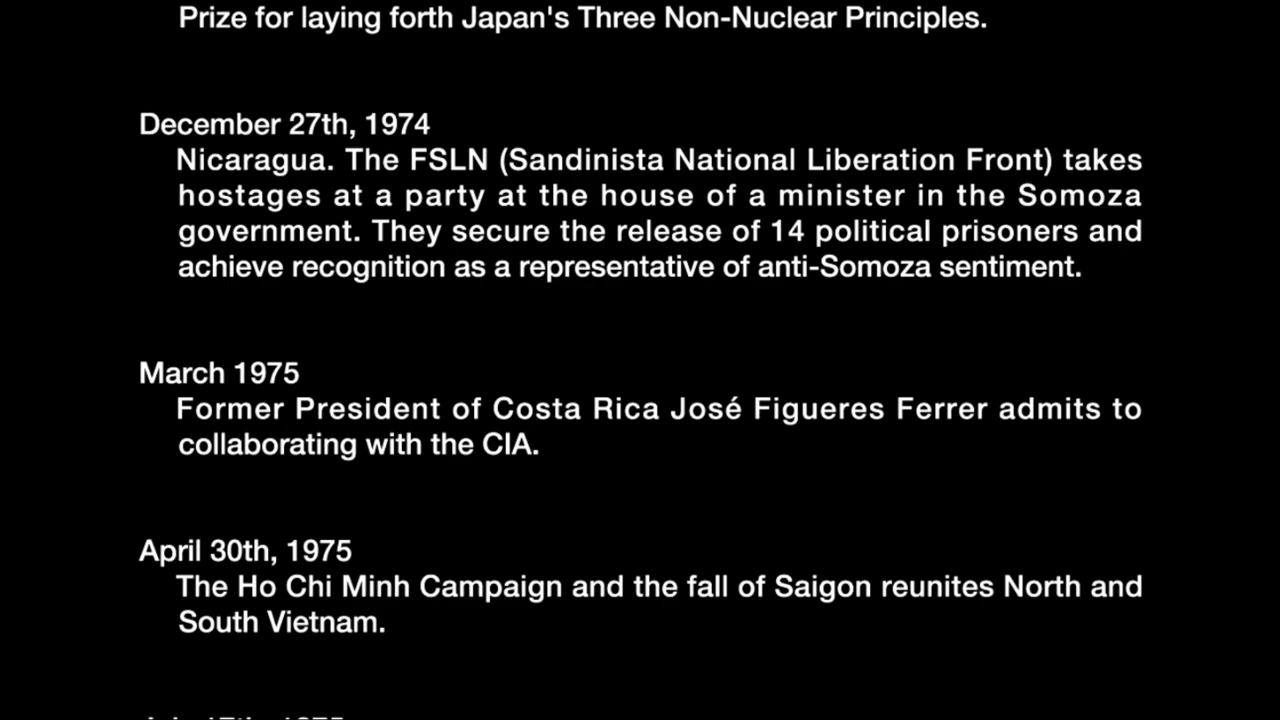 Prize for laying forth Japan's Three Non-Nuclear Principles.
December 27th, 1974
Nicaragua. The FSLN (Sandinista National Liberation Front) takes
hostages at a party at the house of a minister in the Somoza
government. They secure the release of 14 political prisoners and
achieve recognition as a representative of anti-Somoza sentiment.
March 1975
Former President of Costa Rica José Figueres Ferrer admits to
collaborating with the CIA.
April 30th, 1975
The Ho Chi Minh Campaign and the fall of Saigon reunites North and
South Vietnam.